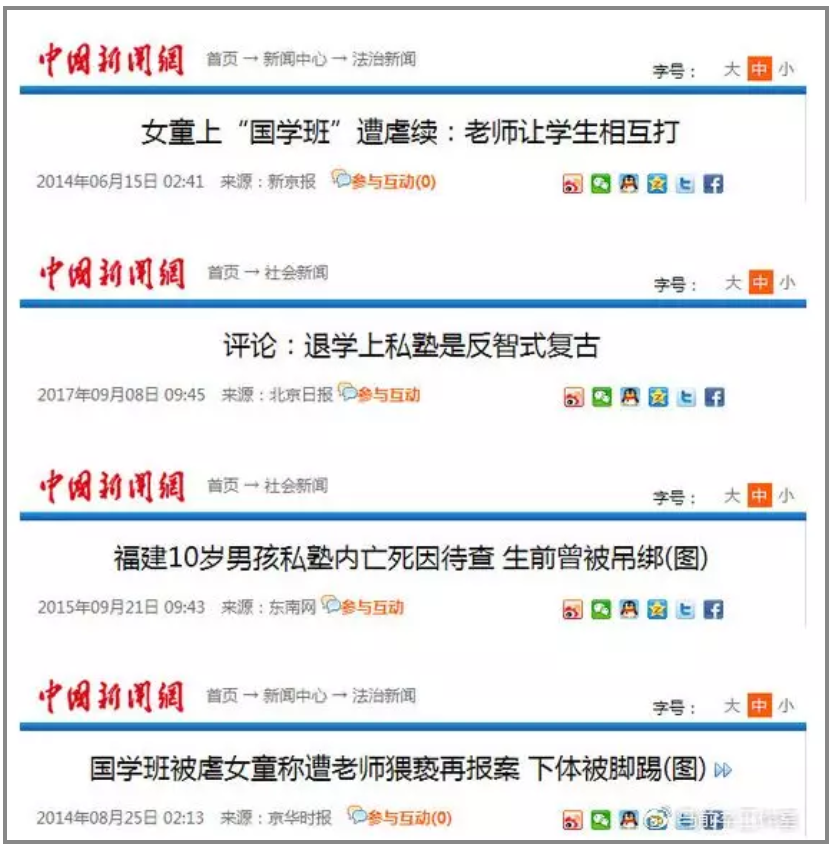 中国新闻网 首页 → 新闻中心 → 法治新闻
字号： 大 中 小
女童上“国学班”遭虐续：老师让学生相互打
2014年06月15日 02:41 来源：新京报 参与互动(0)
中国新闻网 首页 → 社会新闻
字号： 大 中 小
评论：退学上私塾是反智式复古
2017年09月08日 09:45 来源：北京日报 参与互动
中国新闻网 首页 → 社会新闻
字号： 大 中 小
福建10岁男孩私塾内亡死因待查 生前曾被吊绑(图)
2015年09月21日 09:43 来源：东南网 参与互动
中国新闻网 首页 → 新闻中心 → 法治新闻
字号： 大 中 小
国学班被虐女童称遭老师猥亵再报案 下体被脚踢(图)
2014年08月25日 02:13 来源：京华时报 参与互动(0)